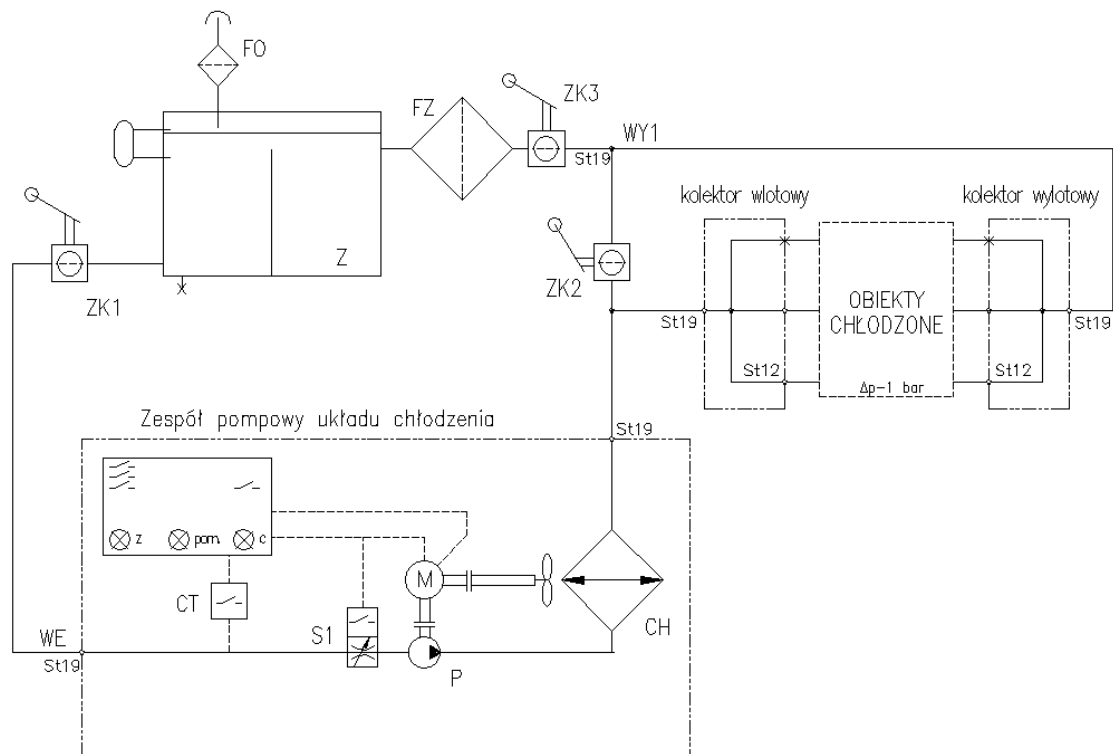 FO
FZ
ZK3
WY1
St19
kolektor wlotowy
kolektor wylotowy
Z
ZK1
ZK2
OBIEKTY
CHŁODZONE
St19
St19
St12
St12
Δp-1 bar
Zespół pompowy układu chłodzenia
St19
z
pom.
c
M
CT
S1
CH
WE
St19
P